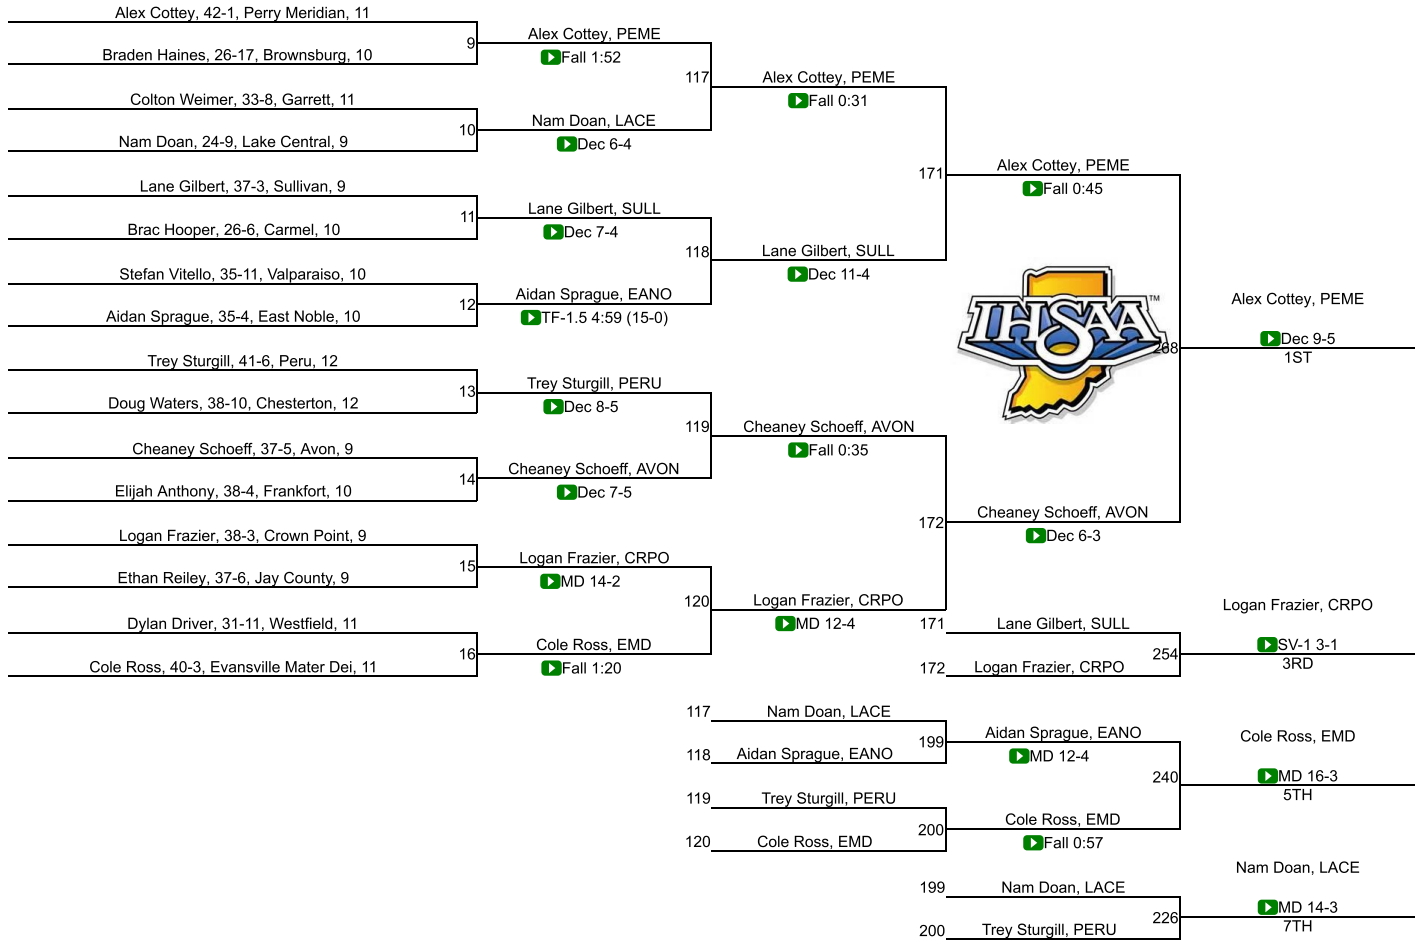 Alex Cottey, 42-1, Perry Meridian, 11
9
Braden Haines, 26-17, Brownsburg, 10
Alex Cottey, PEME
Fall 1:52
117
Colton Weimer, 33-8, Garrett, 11
10
Nam Doan, 24-9, Lake Central, 9
Nam Doan, LACE
Dec 6-4
Alex Cottey, PEME
Fall 0:31
171
Lane Gilbert, 37-3, Sullivan, 9
11
Brac Hooper, 26-6, Carmel, 10
Lane Gilbert, SULL
Dec 7-4
118
Stefan Vitello, 35-11, Valparaiso, 10
12
Aidan Sprague, 35-4, East Noble, 10
Aidan Sprague, EANO
TF-1.5 4:59 (15-0)
Lane Gilbert, SULL
Dec 11-4
Alex Cottey, PEME
Fall 0:45
IHSAA
TM
268
Alex Cottey, PEME
Dec 9-5
1ST
Trey Sturgill, 41-6, Peru, 12
13
Doug Waters, 38-10, Chesterton, 12
Trey Sturgill, PERU
Dec 8-5
119
Cheaney Schoeff, 37-5, Avon, 9
14
Elijah Anthony, 38-4, Frankfort, 10
Cheaney Schoeff, AVON
Dec 7-5
Cheaney Schoeff, AVON
Fall 0:35
172
Logan Frazier, 38-3, Crown Point, 9
15
Ethan Reiley, 37-6, Jay County, 9
Logan Frazier, CRPO
MD 14-2
120
Dylan Driver, 31-11, Westfield, 11
16
Cole Ross, 40-3, Evansville Mater Dei, 11
Cole Ross, EMD
Fall 1:20
Logan Frazier, CRPO
MD 12-4
Cheaney Schoeff, AVON
Dec 6-3
171
Lane Gilbert, SULL
254
172
Logan Frazier, CRPO
Logan Frazier, CRPO
SV-1 3-1
3RD
117
Nam Doan, LACE
199
118
Aidan Sprague, EANO
Aidan Sprague, EANO
MD 12-4
240
119
Trey Sturgill, PERU
200
120
Cole Ross, EMD
Cole Ross, EMD
Fall 0:57
Cole Ross, EMD
MD 16-3
5TH
199
Nam Doan, LACE
226
200
Trey Sturgill, PERU
Nam Doan, LACE
MD 14-3
7TH